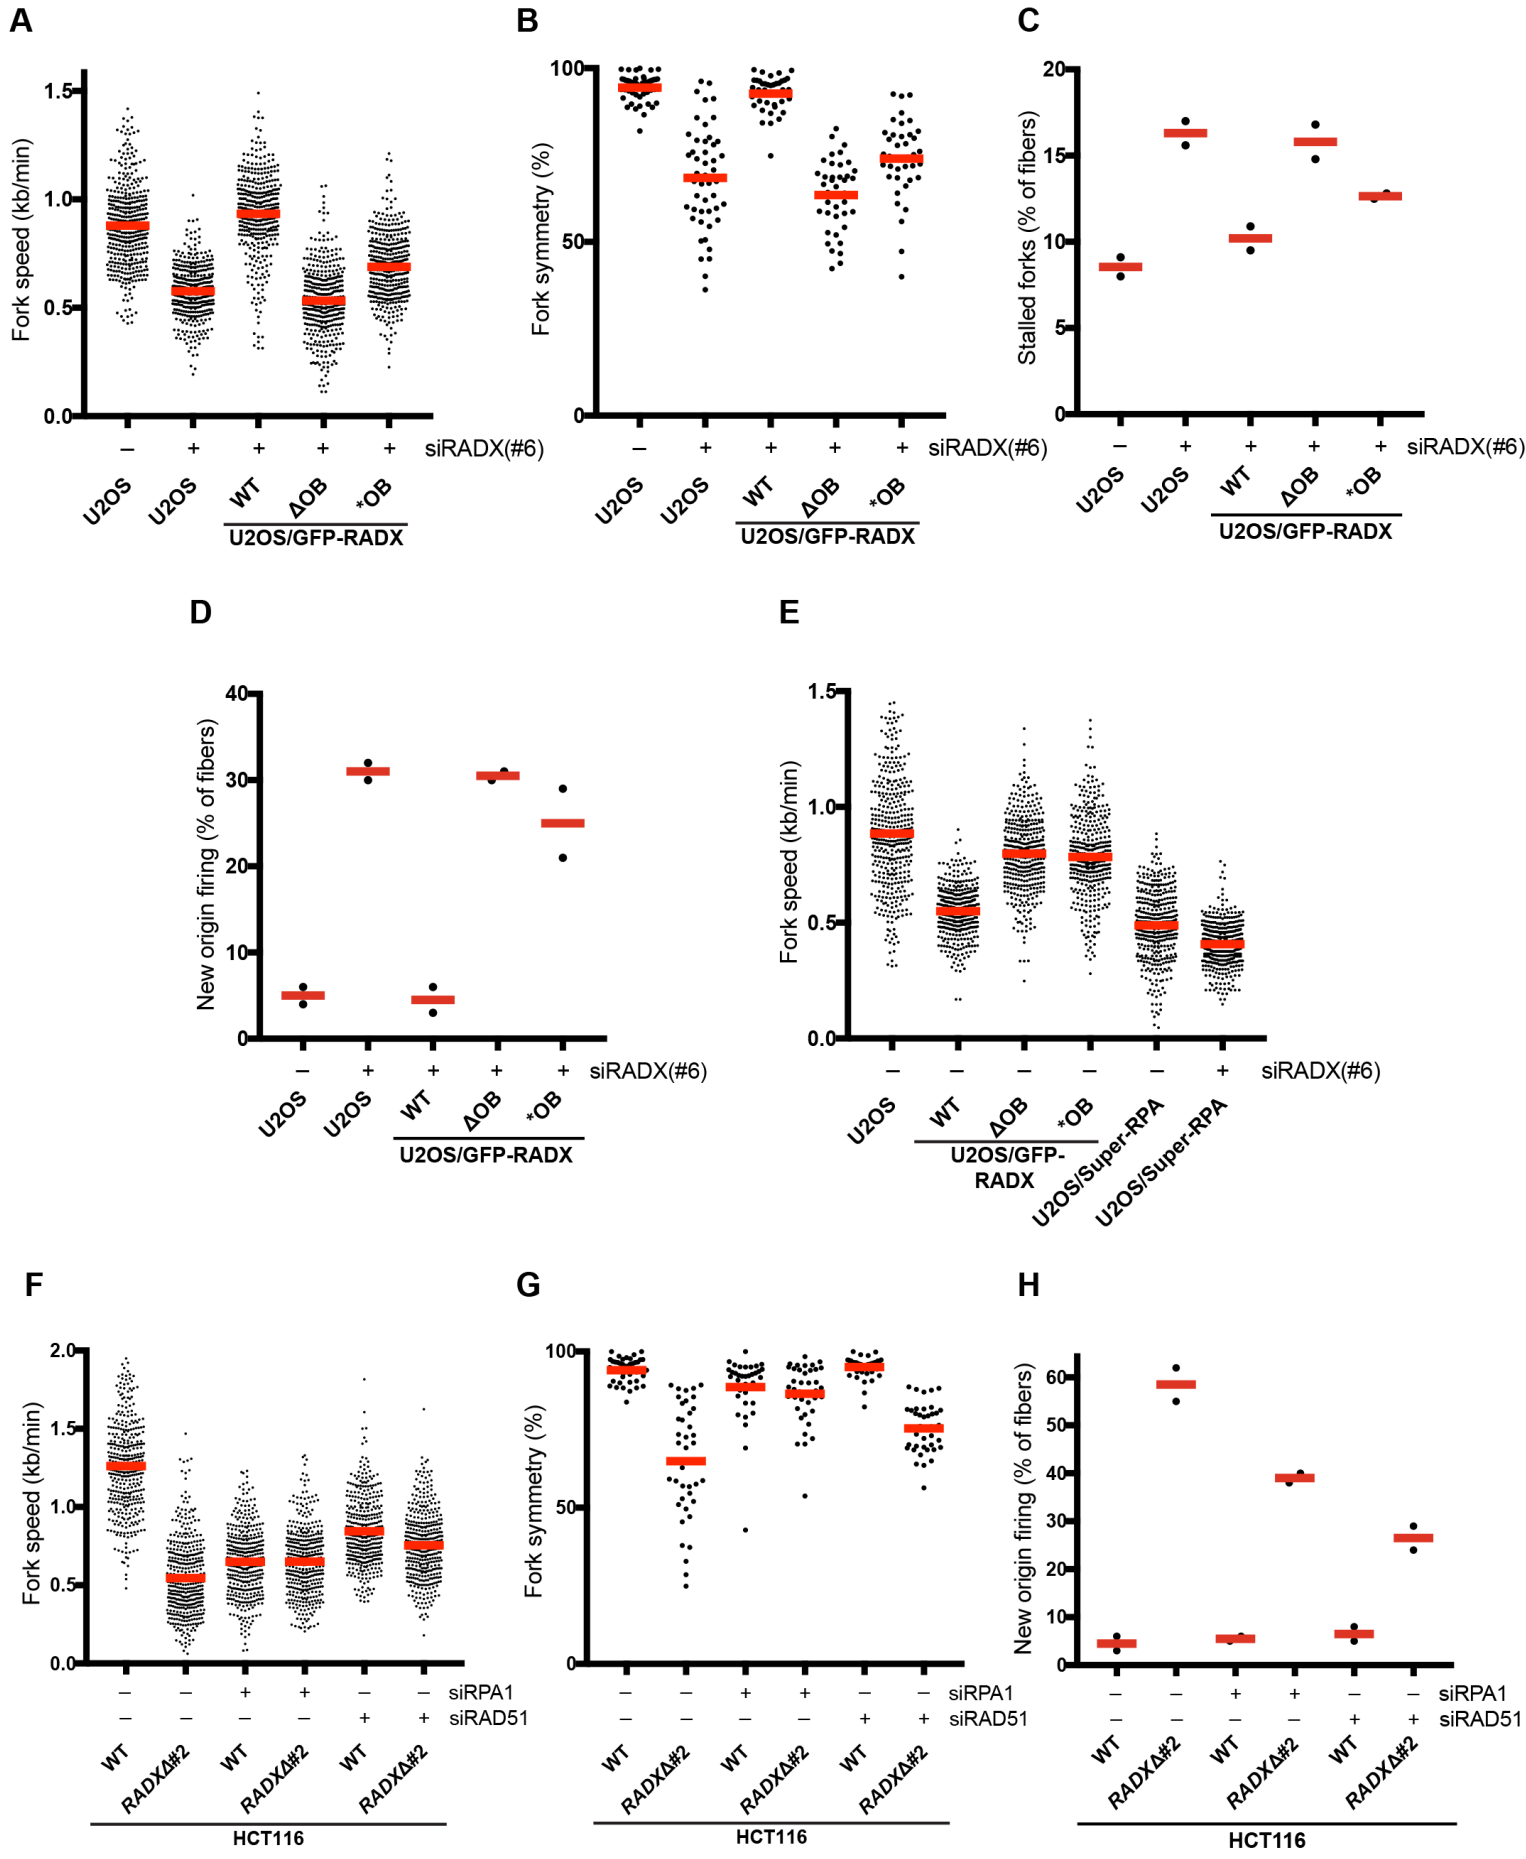 A
Fork speed (kb/min)
1.5
1.0
0.5
0.0
– + + + + siRADX(#6)
U2OS U2OS WT ΔOB *OB
U2OS/GFP-RADX
B
Fork symmetry (%)
100
50
0
– + + + + siRADX(#6)
U2OS U2OS WT ΔOB *OB
U2OS/GFP-RADX
C
Stalled forks (% of fibers)
20
15
10
5
0
– + + + + siRADX(#6)
U2OS U2OS WT ΔOB *OB
U2OS/GFP-RADX
D
New origin firing (% of fibers)
40
30
20
10
0
– + + + + siRADX(#6)
U2OS U2OS WT ΔOB *OB
U2OS/GFP-RADX
E
Fork speed (kb/min)
1.5
1.0
0.5
0.0
– – – – – + siRADX(#6)
U2OS WT ΔOB *OB U2OS/Super-RPA U2OS/Super-RPA
U2OS/GFP-
RADX
F
Fork speed (kb/min)
2.0
1.5
1.0
0.5
0.0
– – + + – – siRPA1
– – – – + + siRAD51
WT RADXΔ#2 WT RADXΔ#2 WT RADXΔ#2
HCT116
G
Fork symmetry (%)
100
50
0
– – + + – – siRPA1
– – – – + + siRAD51
WT RADXΔ#2 WT RADXΔ#2 WT RADXΔ#2
HCT116
H
New origin firing (% of fibers)
60
50
40
30
20
10
0
– – + + – – siRPA1
– – – – + + siRAD51
WT RADXΔ#2 WT RADXΔ#2 WT RADXΔ#2
HCT116